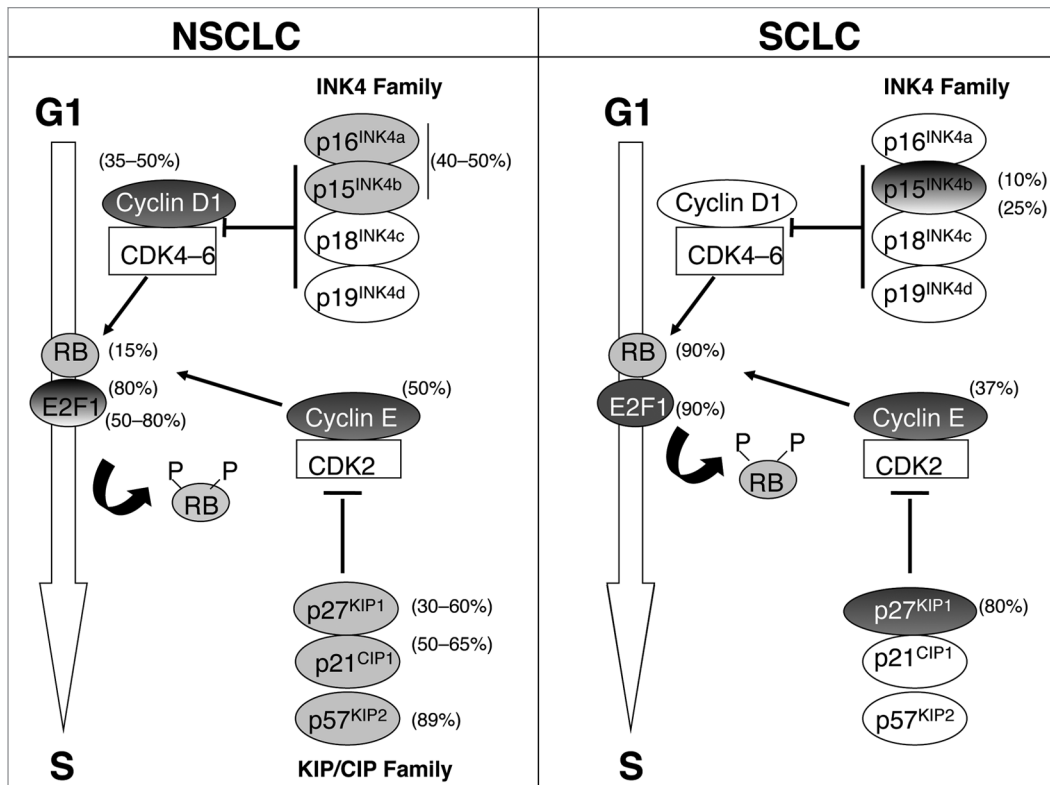 NSCLC
INK4 Family
G1
p16INK4a
(35–50%)
(40–50%)
Cyclin D1
p15INK4b
CDK4–6
p18INK4c
p19INK4d
RB
(15%)
E2F1
(80%)
(50–80%)
(50%)
Cyclin E
CDK2
P
P
RB
p27KIP1
(30–60%)
p21CIP1
(50–65%)
p57KIP2
(89%)
S
KIP/CIP Family
SCLC
INK4 Family
G1
p16INK4a
Cyclin D1
p15INK4b
(10%)
(25%)
CDK4–6
p18INK4c
p19INK4d
RB
(90%)
E2F1
(90%)
(37%)
Cyclin E
CDK2
P
P
RB
p27KIP1
(80%)
p21CIP1
p57KIP2
S